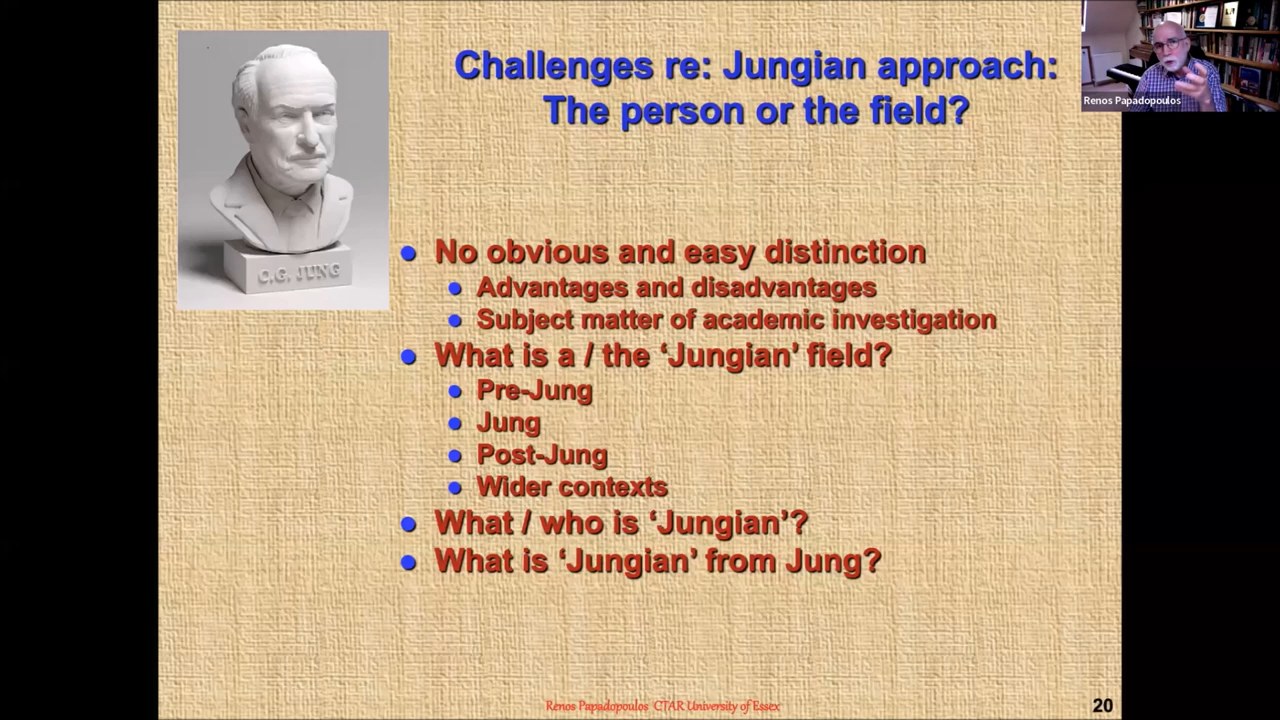 Challenges re: Jungian approach:
The person or the field?
Renos Papadopoulos
C.G. JUNG
No obvious and easy distinction
Advantages and disadvantages
Subject matter of academic investigation
What is a / the ‘Jungian’ field?
Pre-Jung
Jung
Post-Jung
Wider contexts
What / who is ‘Jungian’?
What is ‘Jungian’ from Jung?
Renos Papadopoulos CTAR University of Essex
20